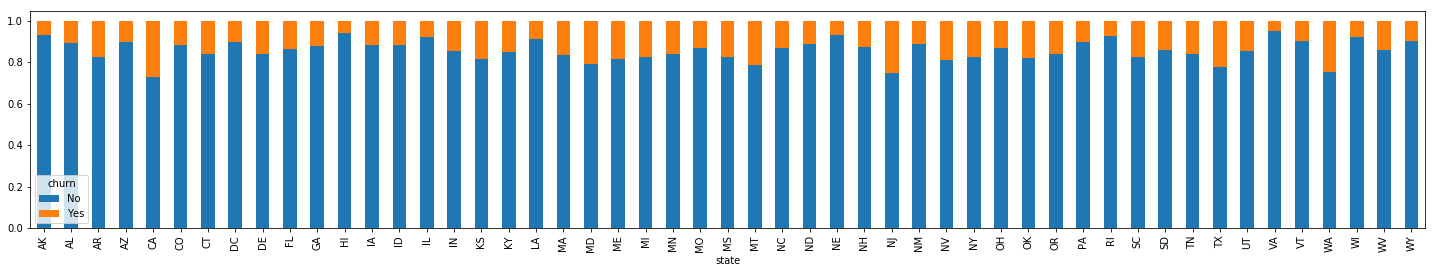 1.0
0.8
0.6
0.4
0.2
0.0
churn
No
Yes
AK AL AR AZ CA CO CT DC DE FL GA HI IA ID IL IN KS KY LA MA MD ME MI MN MO MS MT NC ND NE NH NJ NM NV NY OH OK OR PA RI SC SD TN TX UT VA VT WA WI WV WY
state